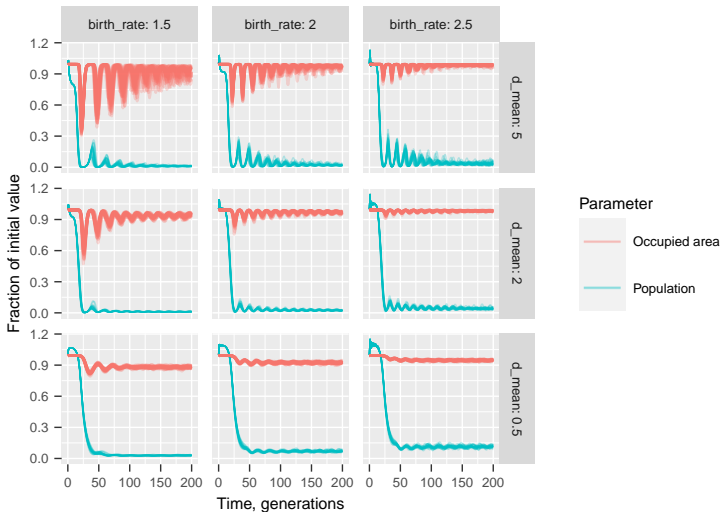 birth_rate: 1.5 birth_rate: 2 birth_rate: 2.5
1.2
0.9
0.6
0.3
0.0
d_mean: 5
1.2
0.9
0.6
0.3
0.0
d_mean: 2
1.2
0.9
0.6
0.3
0.0
d_mean: 0.5
0 50 100 150 200 0 50 100 150 200 0 50 100 150 200
Time, generations
Fraction of initial value
Parameter
Occupied area
Population